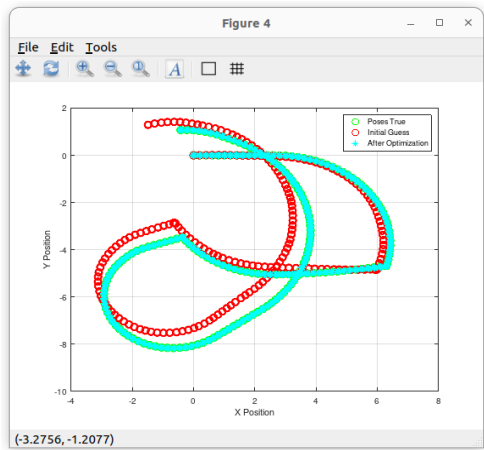 Figure 4
File Edit Tools
A
Poses True
Initial Guess
After Optimization
2
0
-2
-4
-6
-8
-10
Y Position
-4 -2 0 2 4 6 8
X Position
(-3.2756, -1.2077)